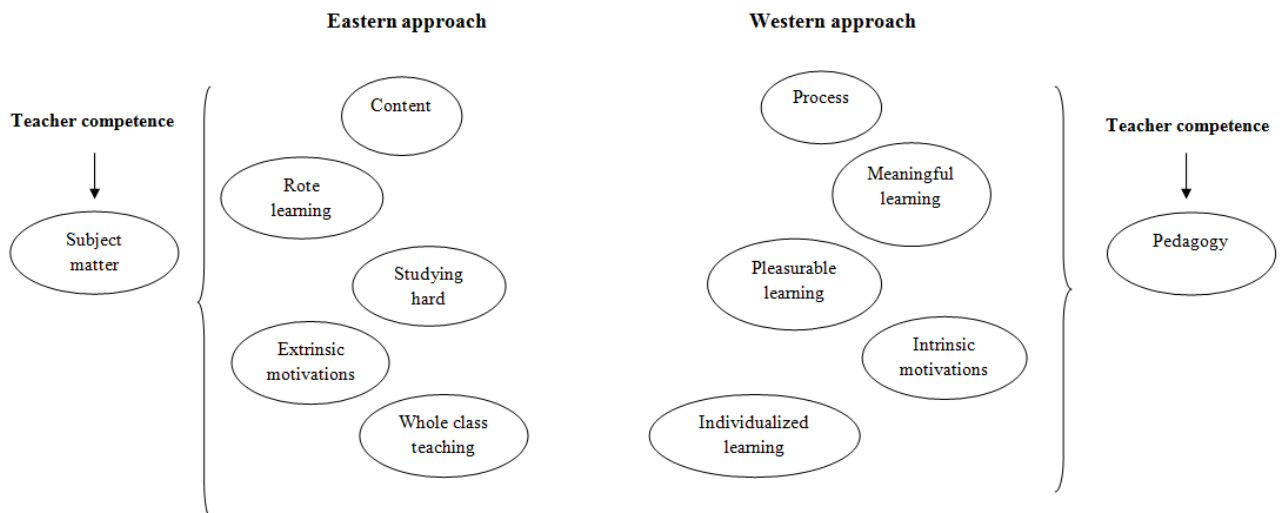 Eastern approach
Western approach
Teacher competence
Subject
matter
Content
Rote
learning
Studying
hard
Extrinsic
motivations
Whole class
teaching
Process
Meaningful
learning
Pleasurable
learning
Intrinsic
motivations
Individualized
learning
Teacher competence
Pedagogy